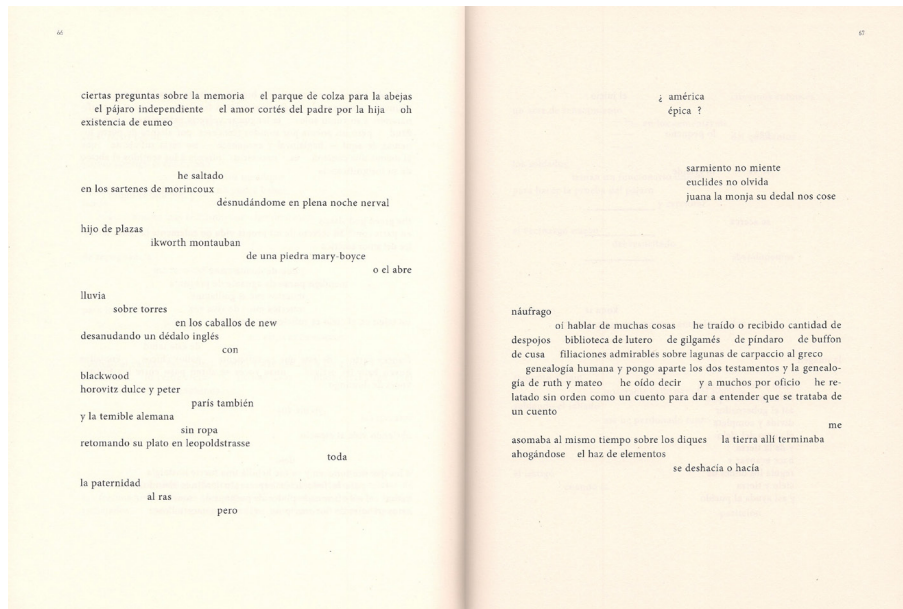 66
ciertas preguntas sobre la memoria el parque de colza para la abejas
el pájaro independiente el amor cortés del padre por la hija oh
existencia de eumeo
he saltado
en los sartenes de morincoux
desnudándome en plena noche nerval
hijo de plazas
ikworth montauban
de una piedra mary-boyce
o el abre
lluvia
sobre torres
en los caballos de new
desanudando un dédalo inglés
con
blackwood
horovitz dulce y peter
parís también
y la temible alemana
sin ropa
retomando su plato en leopoldstrasse
toda
la paternidad
al ras
pero
67
¿ américa
épica ?
sarmiento no miente
euclides no olvida
juana la monja su dedal nos cose
náufrago
oí hablar de muchas cosas he traído o recibido cantidad de
despojos biblioteca de lutero de gilgamés de píndaro de buffon
de cusa filiaciones admirables sobre lagunas de carpaccio al greco
genealogía humana y pongo aparte los dos testamentos y la genealo-
gía de ruth y mateo he oído decir y a muchos por oficio he re-
latado sin orden como un cuento para dar a entender que se trataba de
un cuento
me
asomaba al mismo tiempo sobre los diques la tierra allí terminaba
ahogándose el haz de elementos
se deshacía o hacía